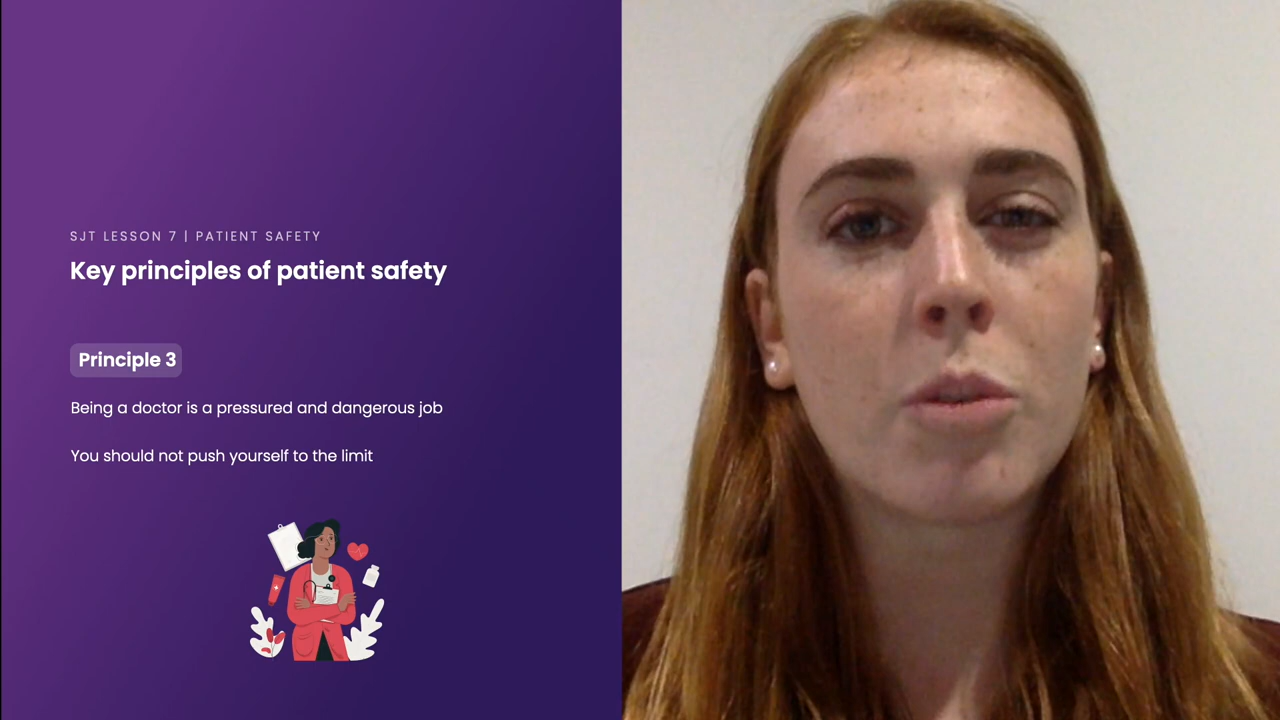 SJT LESSON 7 | PATIENT SAFETY
Key principles of patient safety
Principle 3
Being a doctor is a pressured and dangerous job
You should not push yourself to the limit